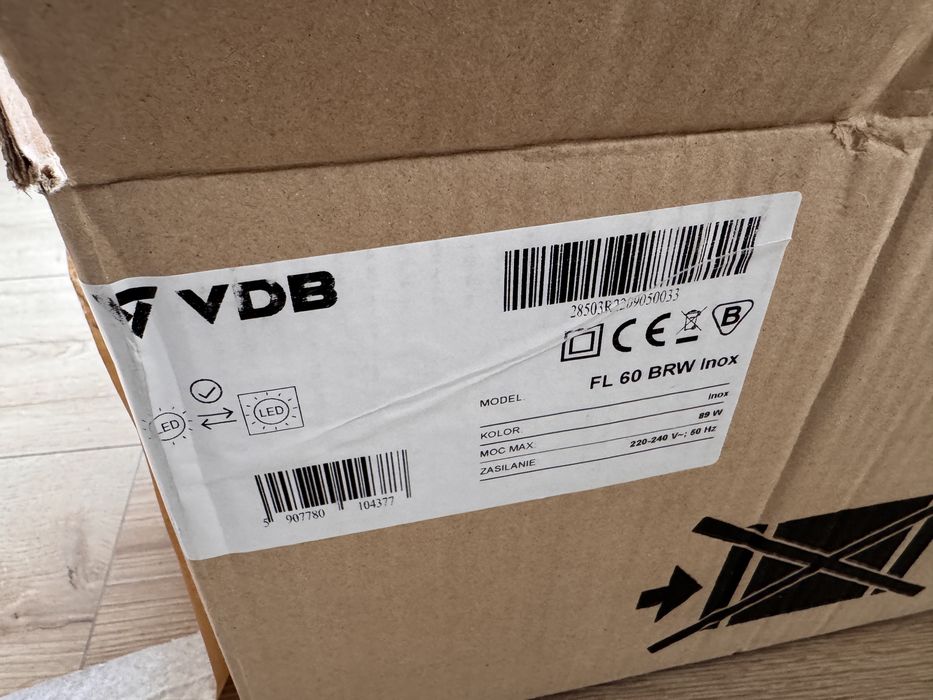 VDB
28503R2209050033
CE B
FL 60 BRW Inox
MODEL:
Inox
KOLOR:
89 W
MOC MAX:
220-240 V~; 50 Hz
ZASILANIE:
LED LED
5 907780 104377